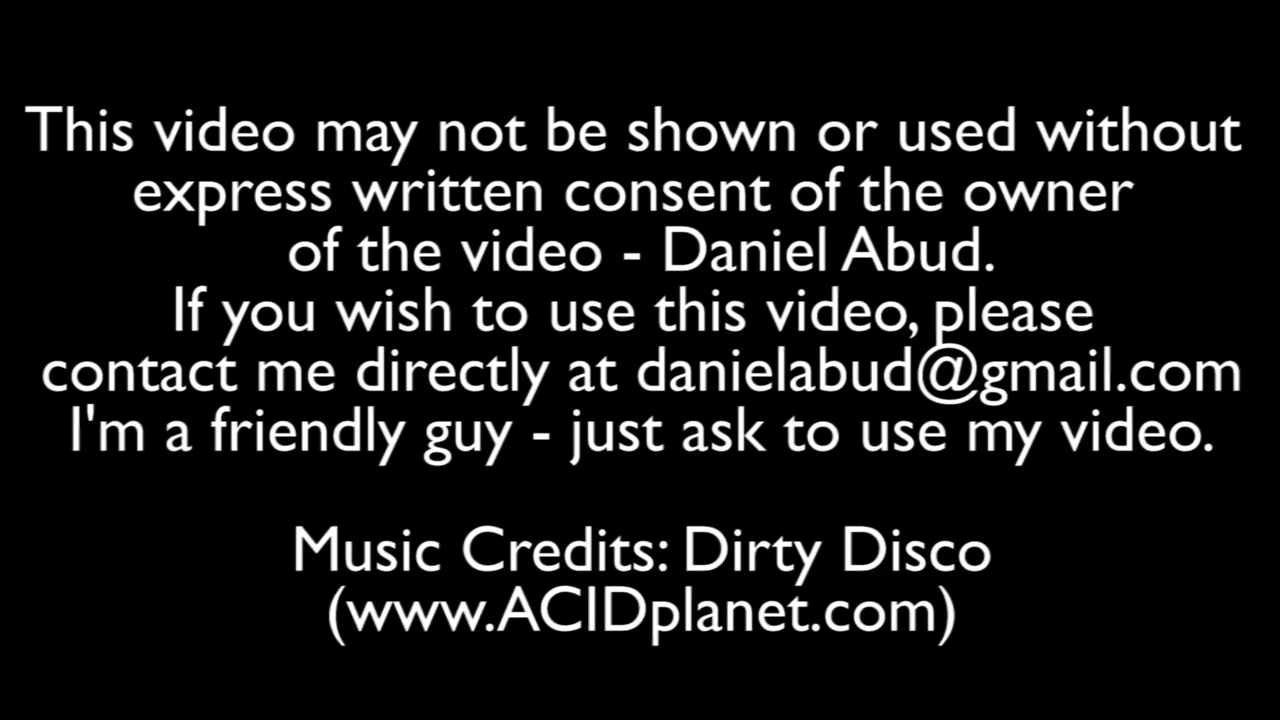 This video may not be shown or used without
express written consent of the owner
of the video - Daniel Abud.
If you wish to use this video, please
contact me directly at danielabud@gmail.com
I'm a friendly guy - just ask to use my video.
Music Credits: Dirty Disco
(www.ACIDplanet.com)